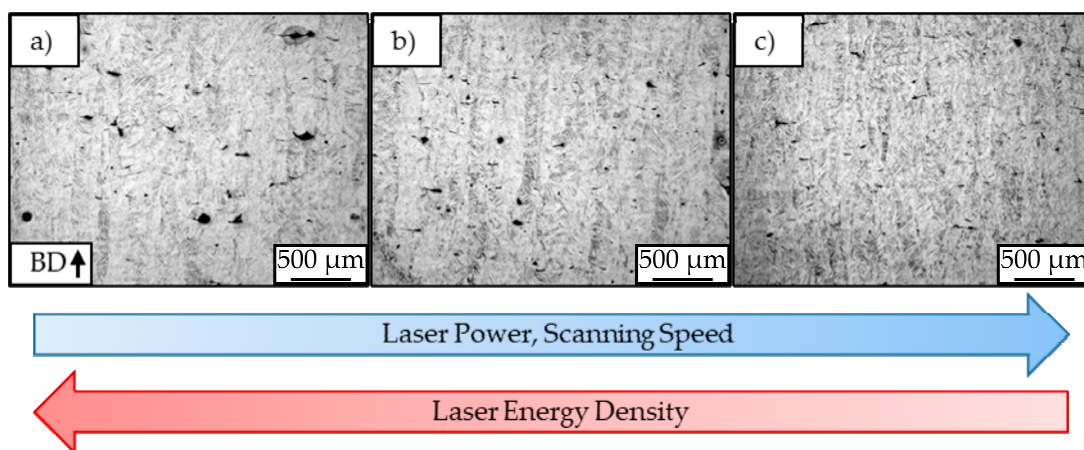 a)
b)
c)
BD
500 µm
500 µm
500 µm
Laser Power, Scanning Speed
Laser Energy Density